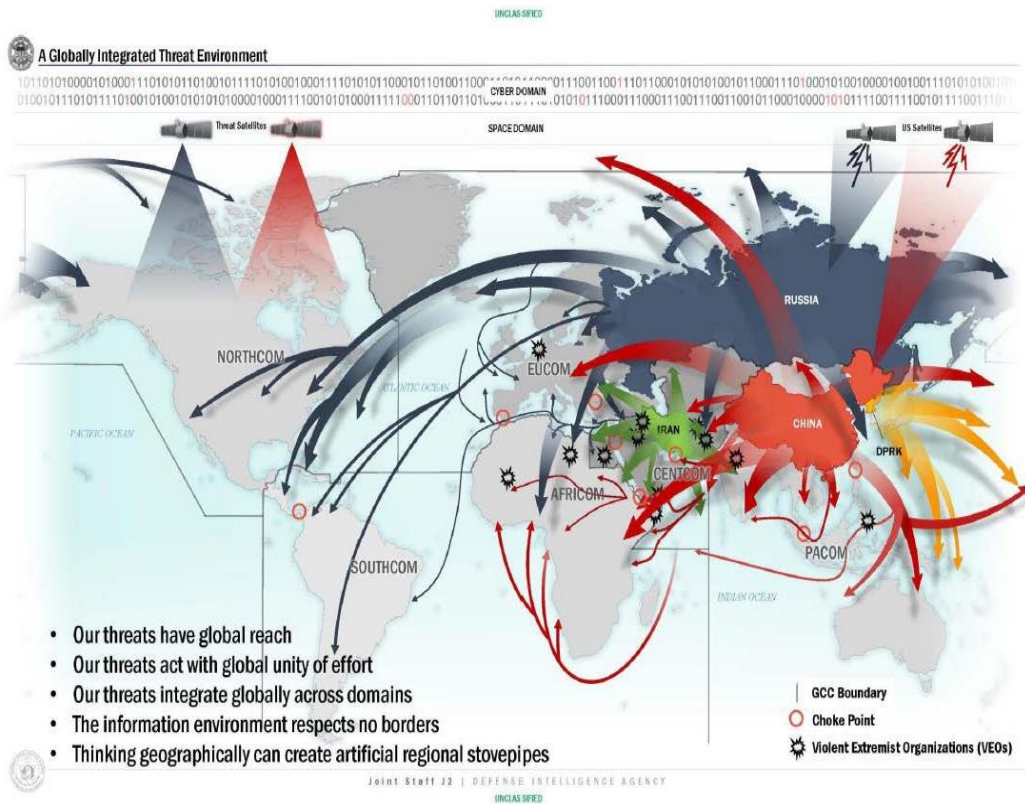 UNCLASSIFIED
A Globally Integrated Threat Environment
CYBER DOMAIN
SPACE DOMAIN
Threat Satellites
US Satellites
RUSSIA
NORTHCOM
EUCOM
ATLANTIC OCEAN
PACIFIC OCEAN
IRAN
CHINA
DPRK
CENTCOM
AFRICOM
PACOM
SOUTHCOM
INDIAN OCEAN
• Our threats have global reach
• Our threats act with global unity of effort
• Our threats integrate globally across domains
• The information environment respects no borders
• Thinking geographically can create artificial regional stovepipes
GCC Boundary
Choke Point
Violent Extremist Organizations (VEOs)
Joint Staff J2 | DEFENSE INTELLIGENCE AGENCY
UNCLASSIFIED